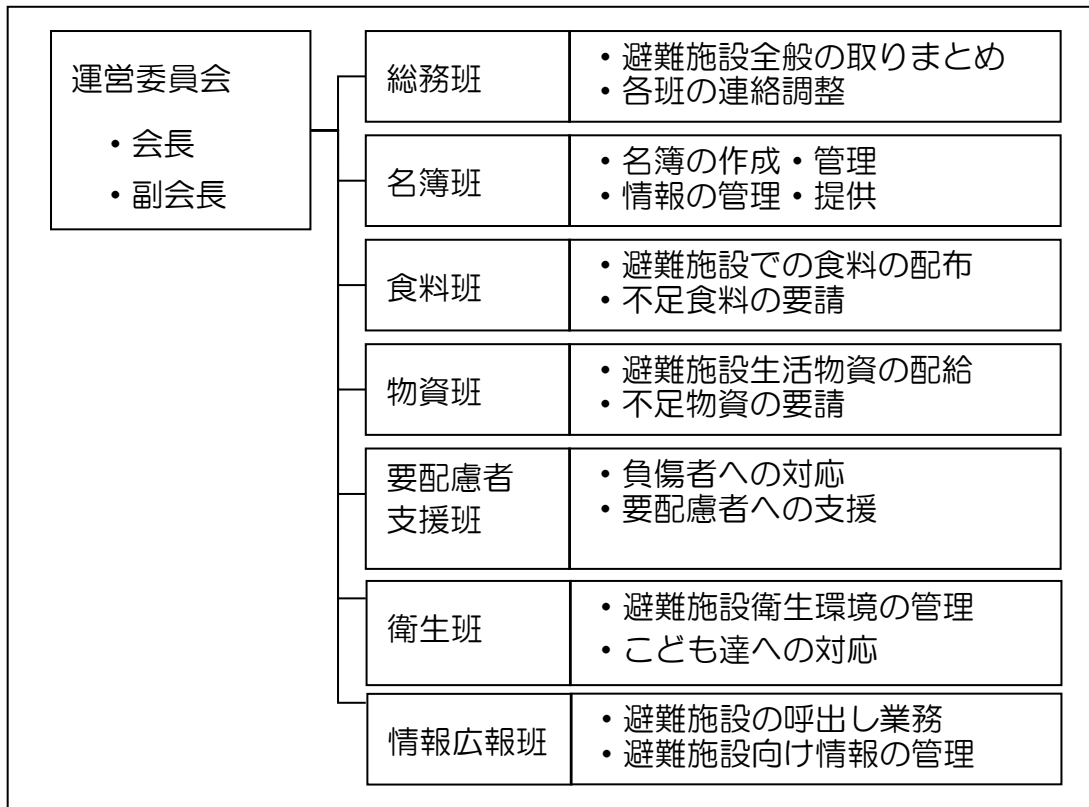 運営委員会
・会長
・副会長
総務班
・避難施設全般の取りまとめ
・各班の連絡調整
名簿班
・名簿の作成・管理
・情報の管理・提供
食料班
・避難施設での食料の配布
・不足食料の要請
物資班
・避難施設生活物資の配給
・不足物資の要請
要配慮者
支援班
・負傷者への対応
・要配慮者への支援
衛生班
・避難施設衛生環境の管理
・こども達への対応
情報広報班
・避難施設の呼出し業務
・避難施設向け情報の管理